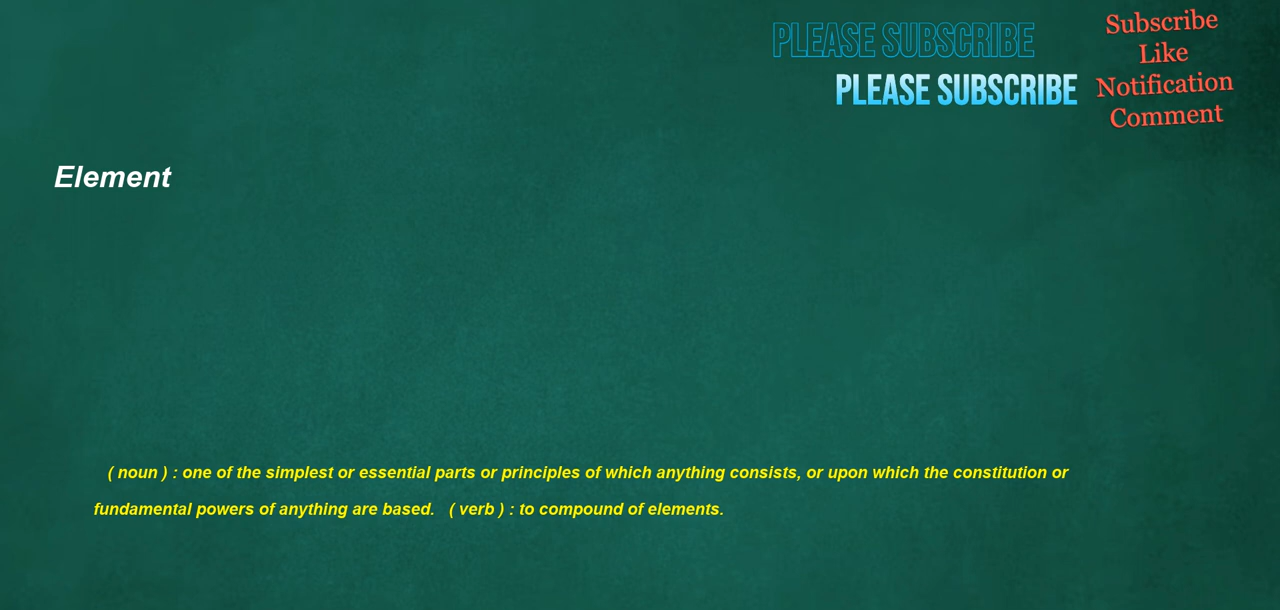 PLEASE SUBSCRIBE
PLEASE SUBSCRIBE
Subscribe
Like
Notification
Comment
Element
( noun ) : one of the simplest or essential parts or principles of which anything consists, or upon which the constitution or
fundamental powers of anything are based.   ( verb ) : to compound of elements.